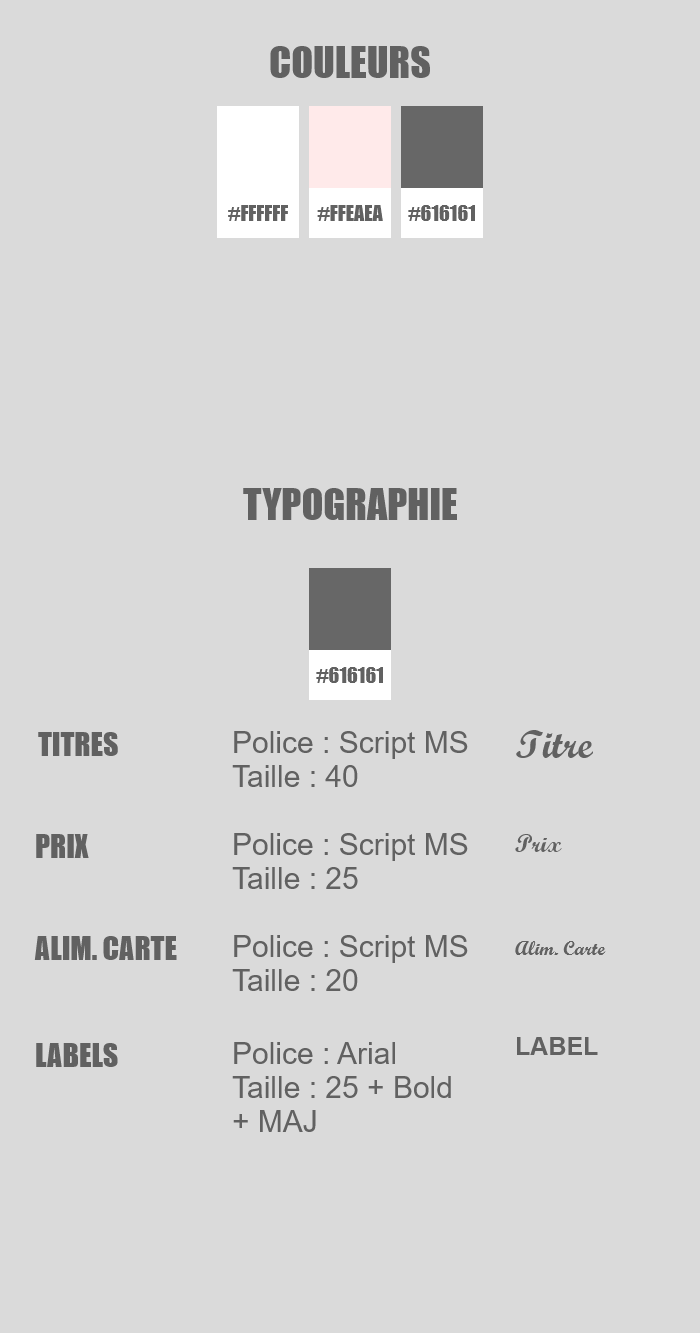 COULEURS
#FFFFFF #FFEAEA #616161
TYPOGRAPHIE
#616161
TITRES
Police : Script MS
Taille : 40
Titre
PRIX
Police : Script MS
Taille : 25
Prix
ALIM. CARTE
Police : Script MS
Taille : 20
Alim. Carte
LABELS
Police : Arial
Taille : 25 + Bold
+ MAJ
LABEL